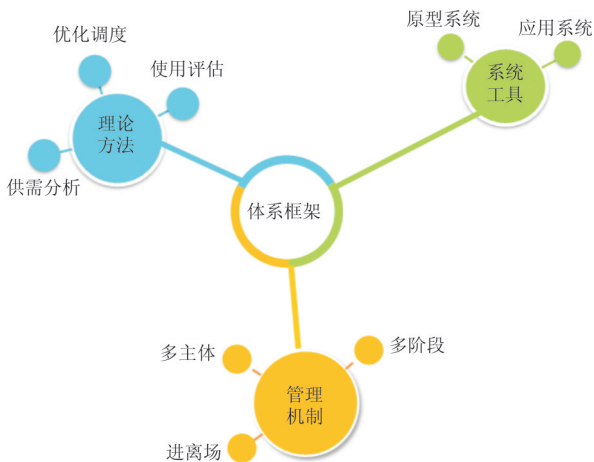 优化调度
使用评估
理论
方法
供需分析
原型系统
应用系统
系统
工具
体系框架
多主体
多阶段
管理
机制
进离场